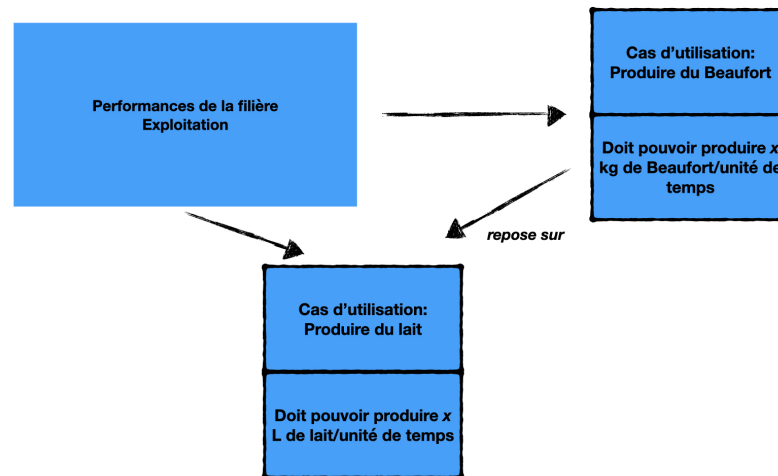 Performances de la filière
Exploitation
Cas d’utilisation:
Produire du Beaufort
Doit pouvoir produire x
kg de Beaufort/unité de
temps
repose sur
Cas d’utilisation:
Produire du lait
Doit pouvoir produire x
L de lait/unité de temps